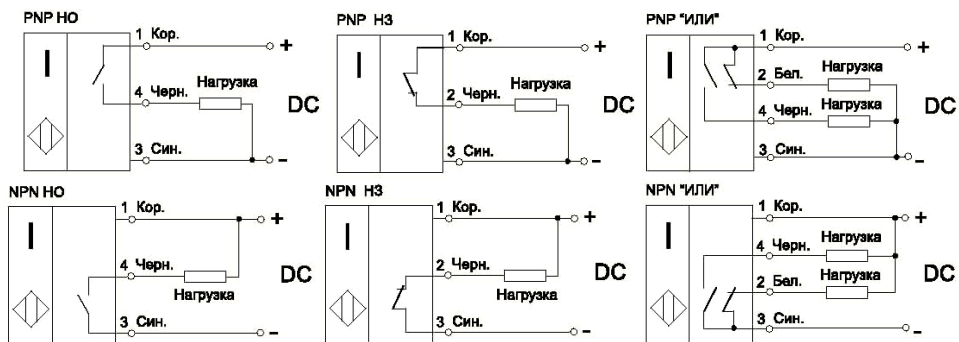 PNP НО
1 Кор.
+
I
Нагрузка
4 Черн.
DC
3 Син.
-
PNP НЗ
1 Кор.
+
I
Нагрузка
2 Черн.
DC
3 Син.
-
PNP "ИЛИ"
1 Кор.
+
I
Нагрузка
2 Бел.
Нагрузка
4 Черн.
DC
3 Син.
-
NPN НО
1 Кор.
+
I
4 Черн.
Нагрузка
DC
3 Син.
-
NPN НЗ
1 Кор.
+
I
2 Черн.
Нагрузка
DC
3 Син.
-
NPN "ИЛИ"
1 Кор.
+
I
Нагрузка
4 Черн.
Нагрузка
2 Бел.
DC
3 Син.
-